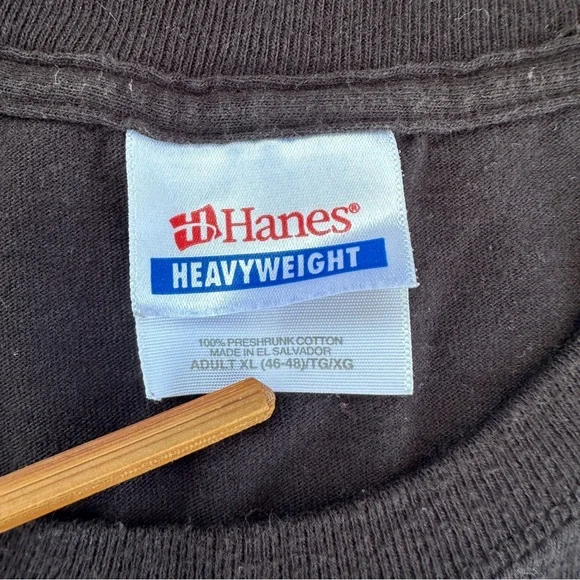 Hanes®
HEAVYWEIGHT
100% PRESHRUNK COTTON
MADE IN EL SALVADOR
ADULT XL (46-48)/TG/XG